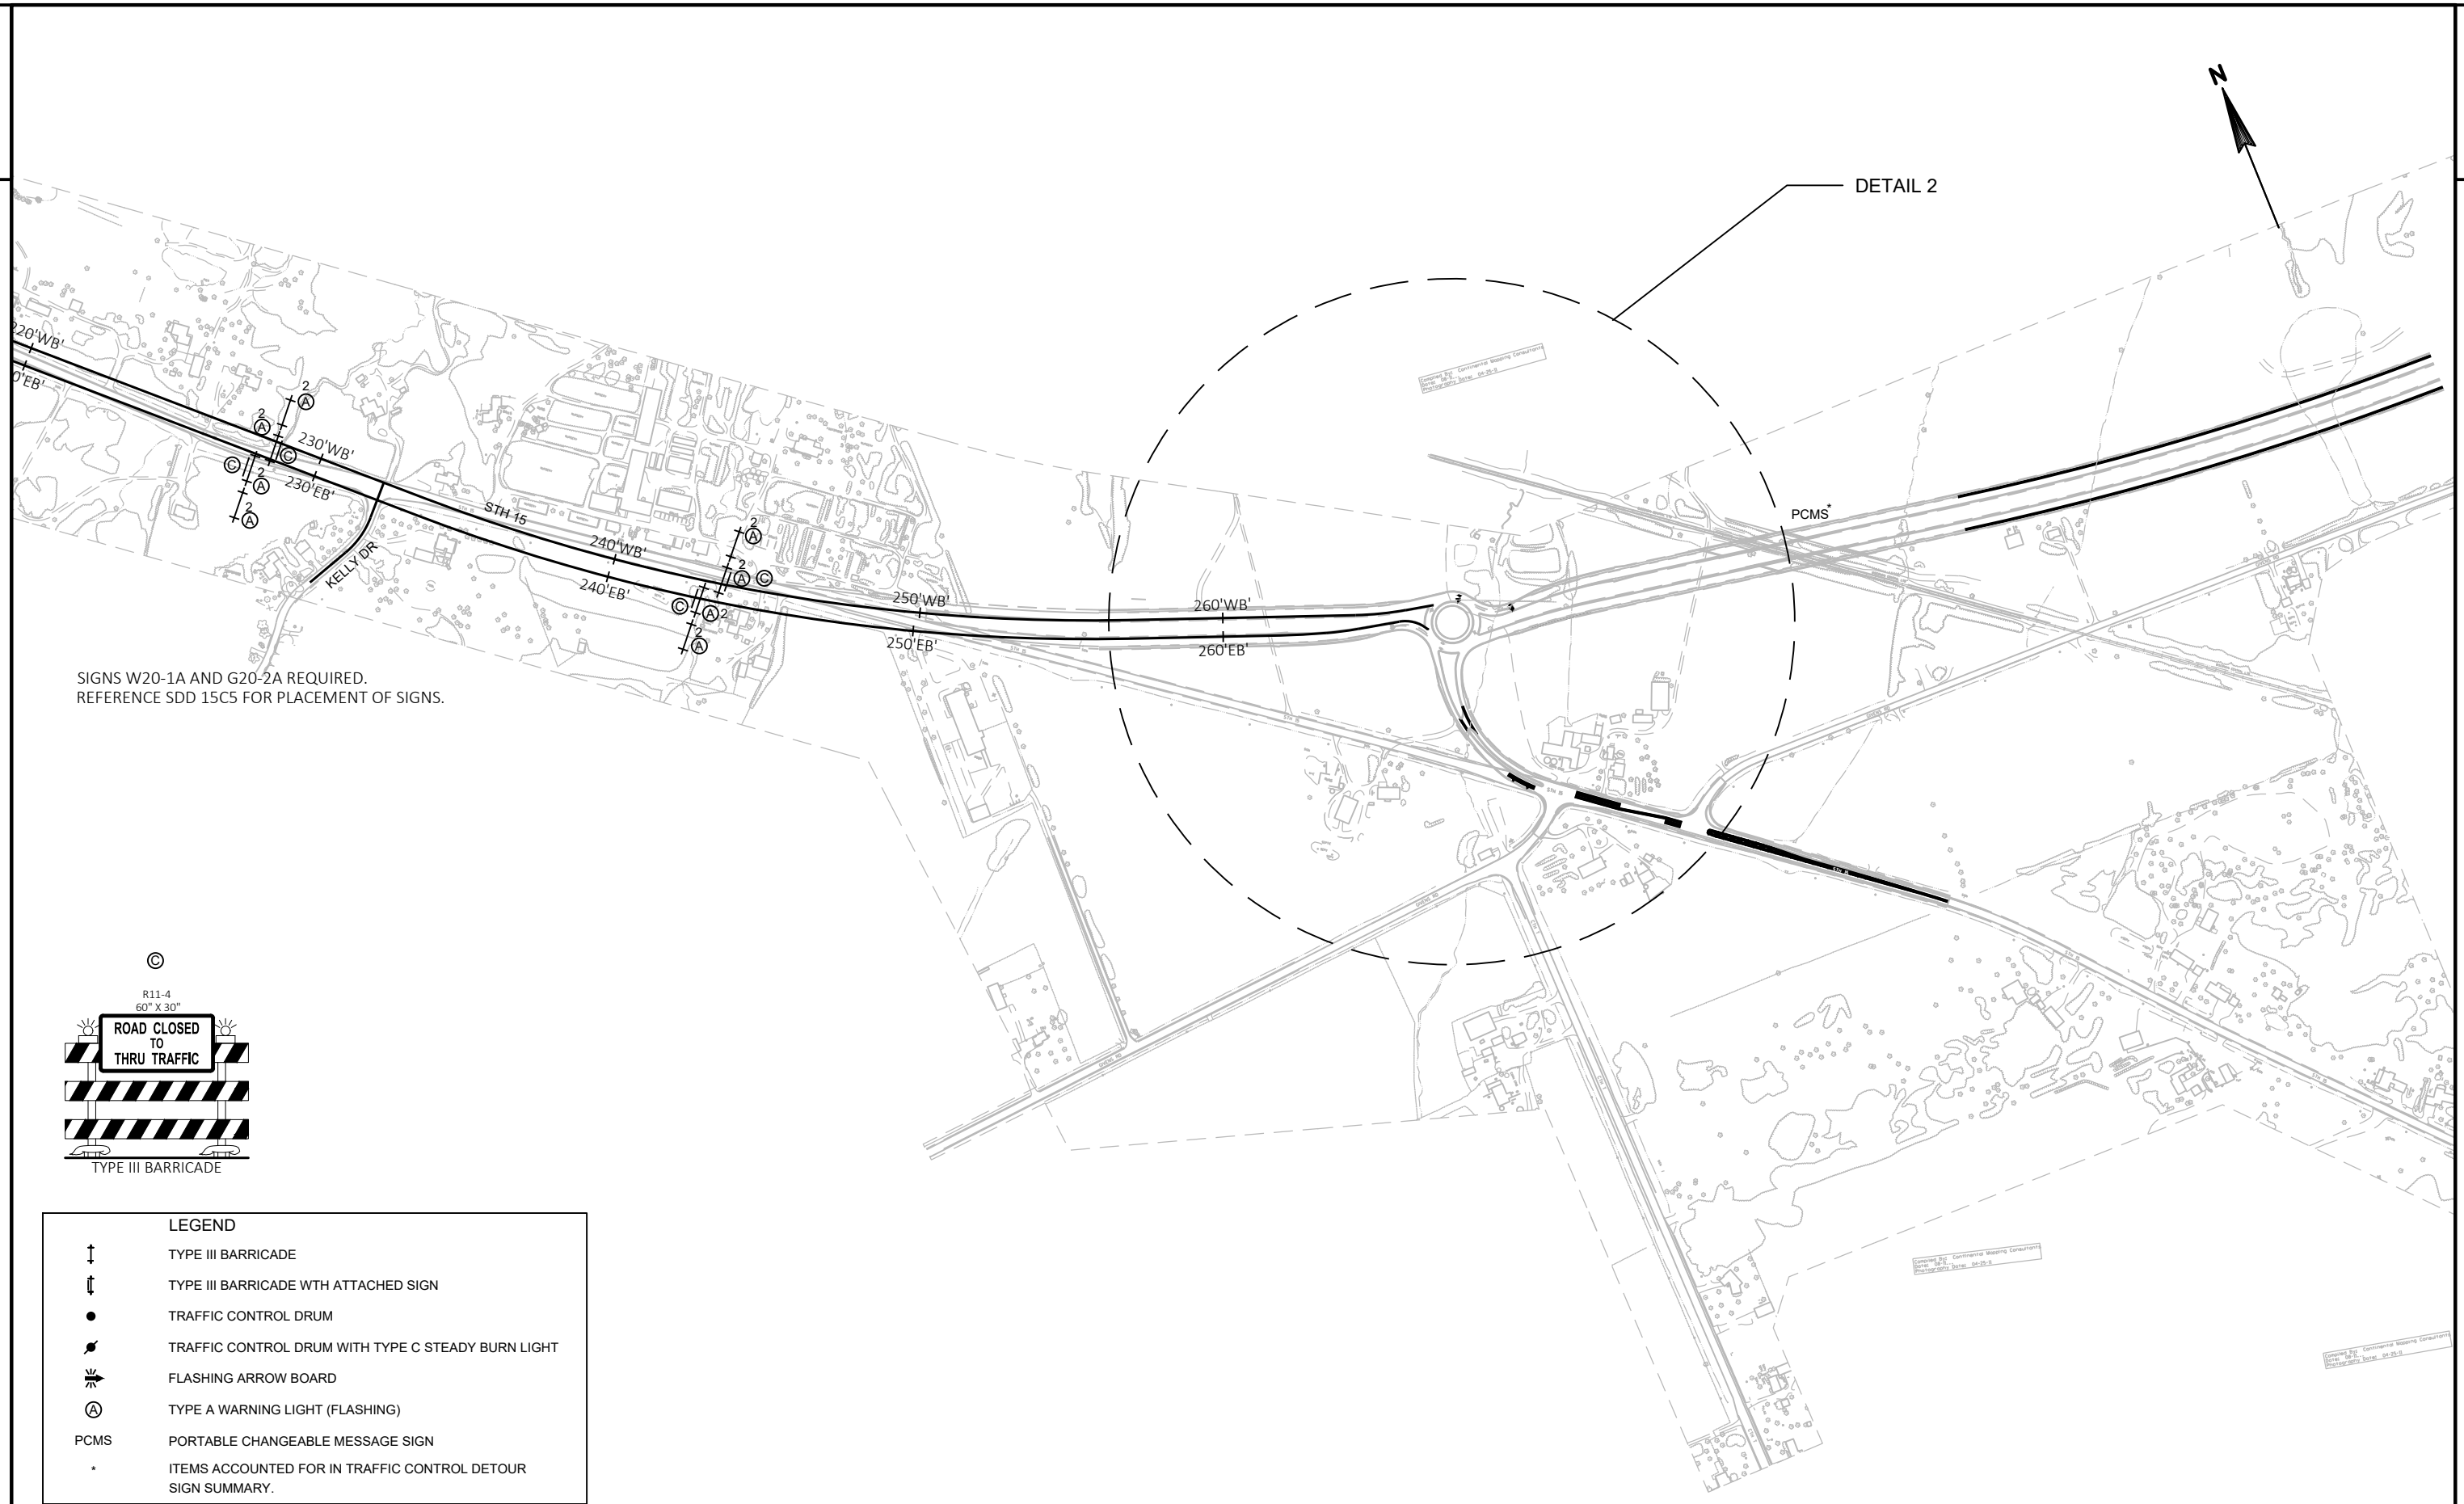 N
DETAIL 2
220'WB'
0'EB'
2
A
2
A
C
C
2
A
2
A
230'WB'
230'EB'
STH 15
KELLY DR
240'WB'
240'EB'
2
A
2
A
C
C
A
2
2
A
250'WB'
250'EB'
260'WB'
260'EB'
PCMS*
SIGNS W20-1A AND G20-2A REQUIRED.
REFERENCE SDD 15C5 FOR PLACEMENT OF SIGNS.
C
R11-4
60" X 30"
ROAD CLOSED
TO
THRU TRAFFIC
TYPE III BARRICADE
LEGEND
TYPE III BARRICADE
TYPE III BARRICADE WTH ATTACHED SIGN
TRAFFIC CONTROL DRUM
TRAFFIC CONTROL DRUM WITH TYPE C STEADY BURN LIGHT
FLASHING ARROW BOARD
A TYPE A WARNING LIGHT (FLASHING)
PCMS PORTABLE CHANGEABLE MESSAGE SIGN
* ITEMS ACCOUNTED FOR IN TRAFFIC CONTROL DETOUR
SIGN SUMMARY.